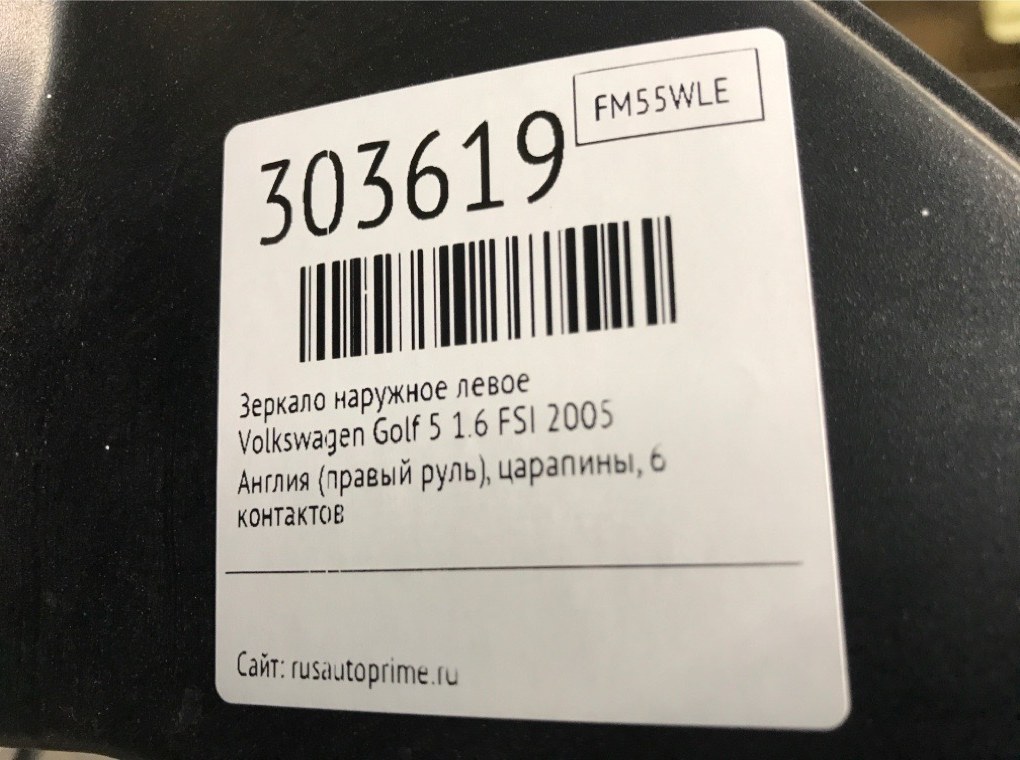 FM55WLE
303619
Зеркало наружное левое
Volkswagen Golf 5 1.6 FSI 2005
Англия (правый руль), царапины, 6
контактов
Сайт: rusautoprime.ru